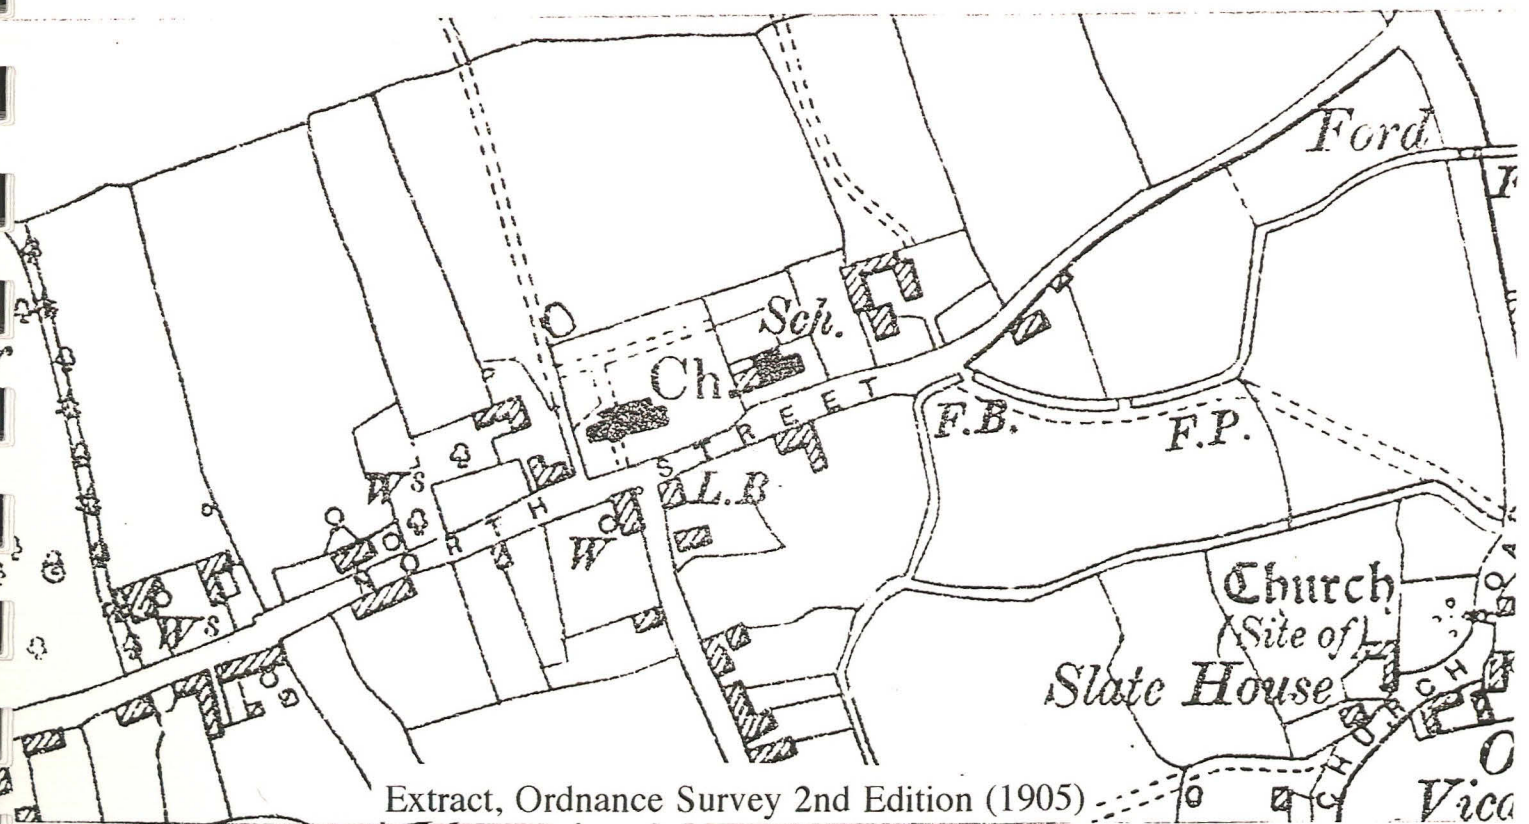 Ford
F
Sch.
Ch.
RTH STREET
F.B.
F.P.
Ws
L.B
W
Ws
Church
(Site of)
Slate House
CHURCH
O
Vica
Extract, Ordnance Survey 2nd Edition (1905)